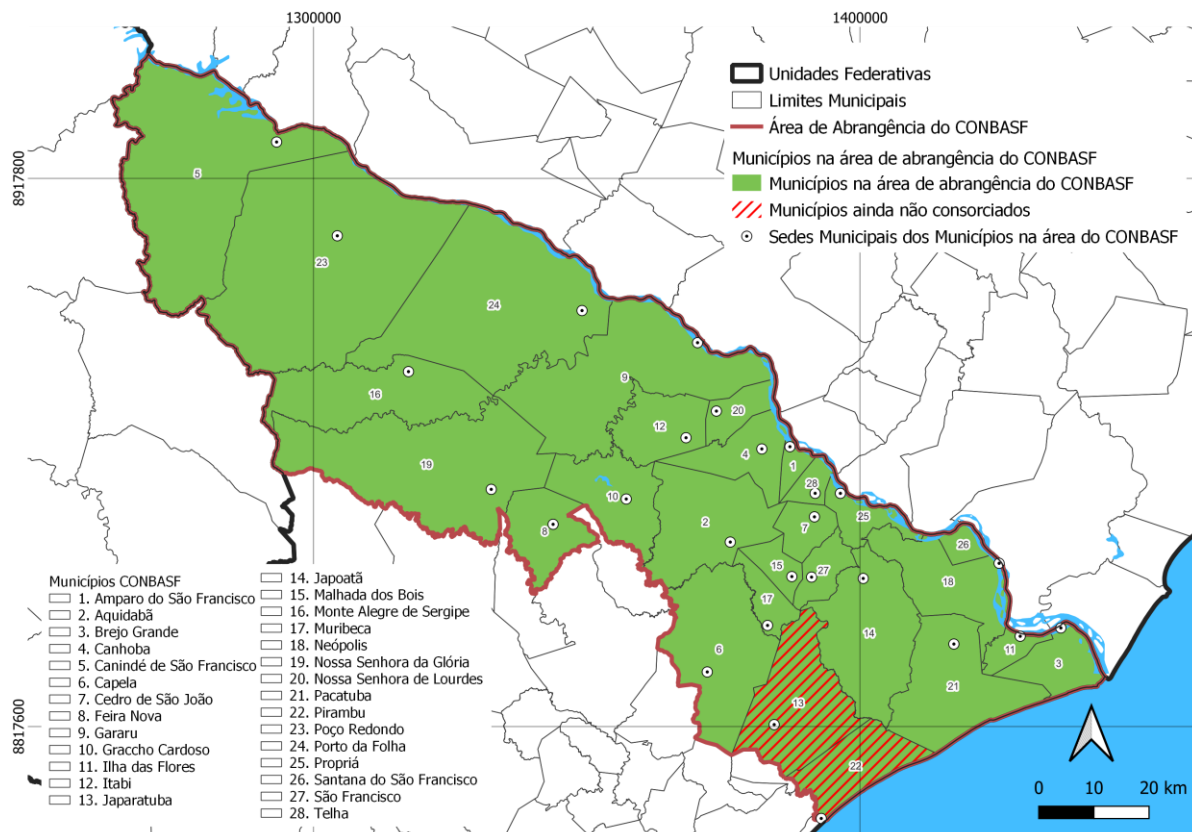 1300000
1400000
8917800
8817600
Unidades Federativas
Limites Municipais
Área de Abrangência do CONBASF
Municípios na área de abrangência do CONBASF
Municípios na área de abrangência do CONBASF
Municípios ainda não consorciados
Sedes Municipais dos Municípios na área do CONBASF
5
23
24
16
9
20
12
19
4
1
10
28
8
2
7
25
26
15
27
18
17
14
6
11
3
21
13
22
Municípios CONBASF
1. Amparo do São Francisco
2. Aquidabã
3. Brejo Grande
4. Canhoba
5. Canindé de São Francisco
6. Capela
7. Cedro de São João
8. Feira Nova
9. Gararu
10. Graccho Cardoso
11. Ilha das Flores
12. Itabi
13. Japaratuba
14. Japoatã
15. Malhada dos Bois
16. Monte Alegre de Sergipe
17. Muribeca
18. Neópolis
19. Nossa Senhora da Glória
20. Nossa Senhora de Lourdes
21. Pacatuba
22. Pirambu
23. Poço Redondo
24. Porto da Folha
25. Propriá
26. Santana do São Francisco
27. São Francisco
28. Telha
0 10 20 km